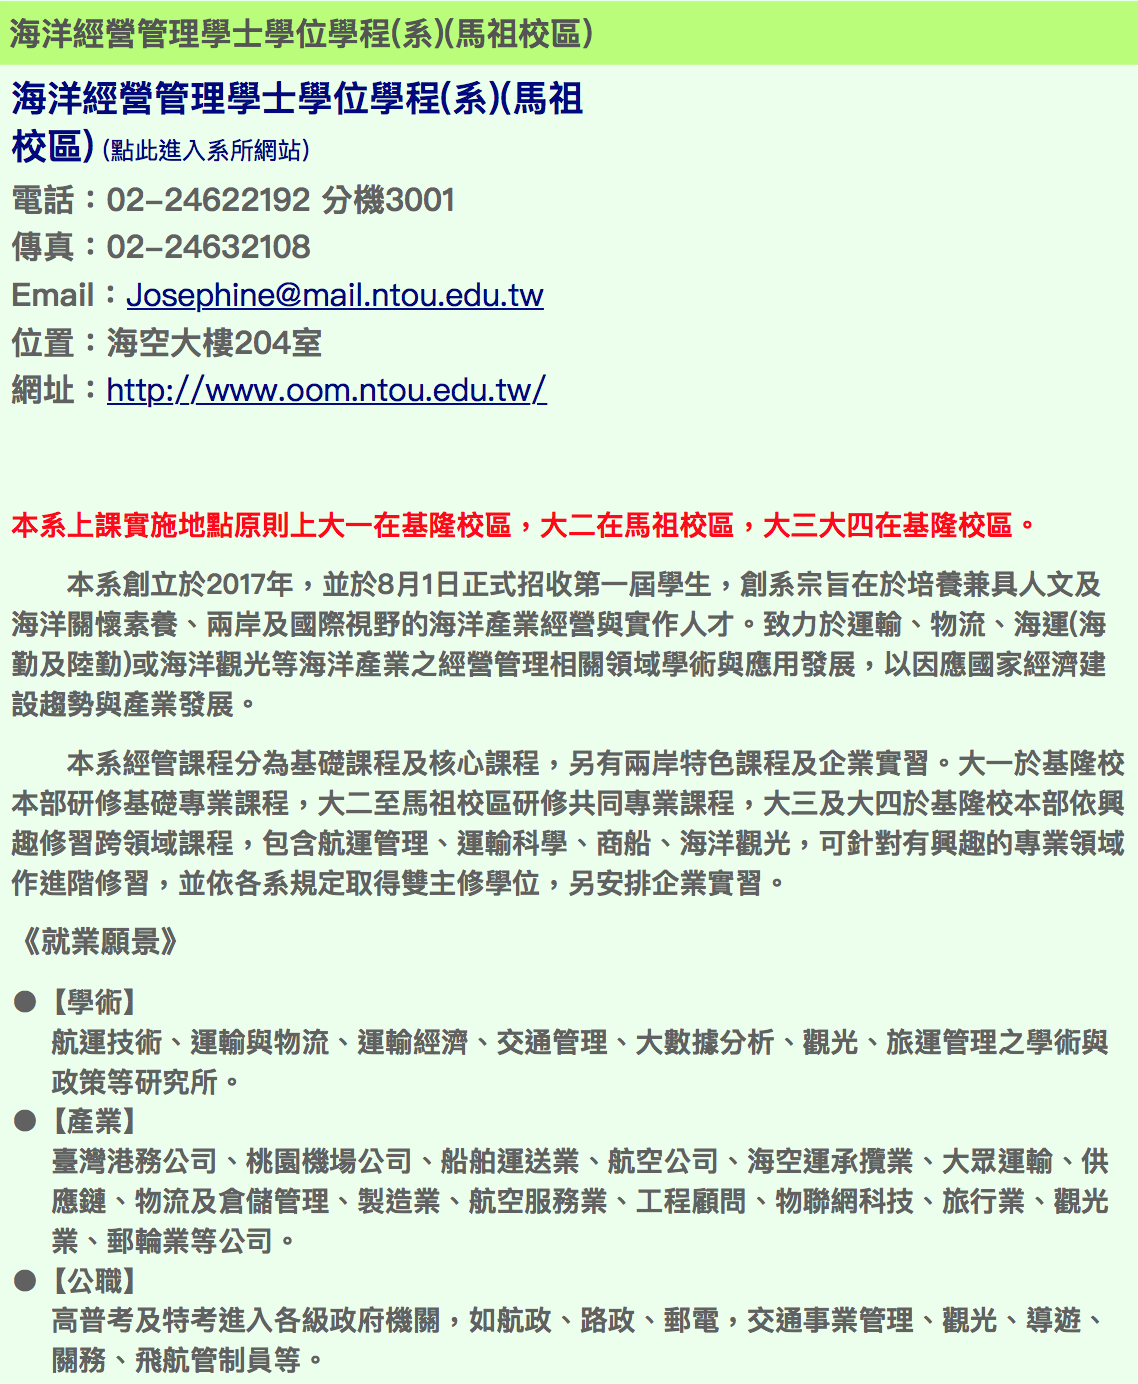 海洋經營管理學士學位學程(系)(馬祖校區)
海洋經營管理學士學位學程(系)(馬祖
校區) (點此進入系所網站)
電話：02-24622192 分機3001
傳真：02-24632108
Email：Josephine@mail.ntou.edu.tw
位置：海空大樓204室
網址：http://www.oom.ntou.edu.tw/
本系上課實施地點原則上大一在基隆校區，大二在馬祖校區，大三大四在基隆校區。
本系創立於2017年，並於8月1日正式招收第一屆學生，創系宗旨在於培養兼具人文及
海洋關懷素養、兩岸及國際視野的海洋產業經營與實作人才。致力於運輸、物流、海運(海
勤及陸勤)或海洋觀光等海洋產業之經營管理相關領域學術與應用發展，以因應國家經濟建
設趨勢與產業發展。
本系經管課程分為基礎課程及核心課程，另有兩岸特色課程及企業實習。大一於基隆校
本部研修基礎專業課程，大二至馬祖校區研修共同專業課程，大三及大四於基隆校本部依興
趣修習跨領域課程，包含航運管理、運輸科學、商船、海洋觀光，可針對有興趣的專業領域
作進階修習，並依各系規定取得雙主修學位，另安排企業實習。
《就業願景》
●【學術】
航運技術、運輸與物流、運輸經濟、交通管理、大數據分析、觀光、旅運管理之學術與
政策等研究所。
●【產業】
臺灣港務公司、桃園機場公司、船舶運送業、航空公司、海空運承攬業、大眾運輸、供
應鏈、物流及倉儲管理、製造業、航空服務業、工程顧問、物聯網科技、旅行業、觀光
業、郵輪業等公司。
●【公職】
高普考及特考進入各級政府機關，如航政、路政、郵電，交通事業管理、觀光、導遊、
關務、飛航管制員等。